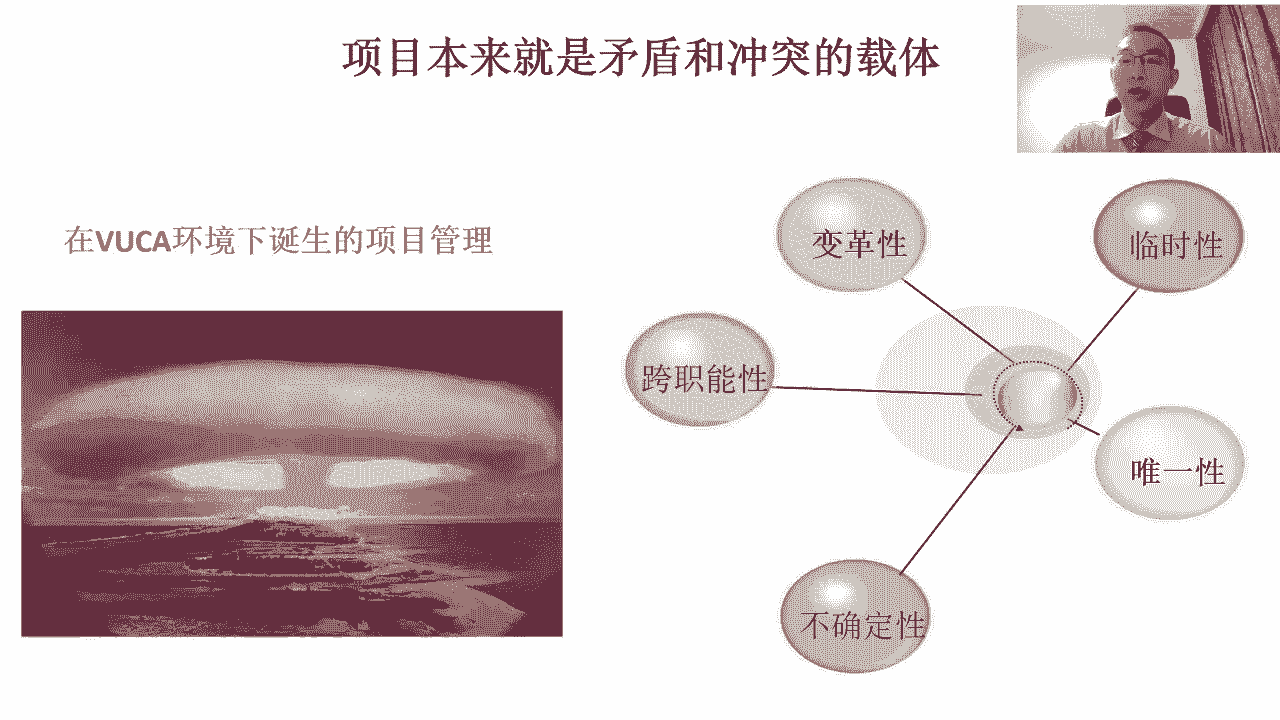 项目本来就是矛盾和冲突的载体
在VUCA环境下诞生的项目管理
变革性
临时性
跨职能性
唯一性
不确定性